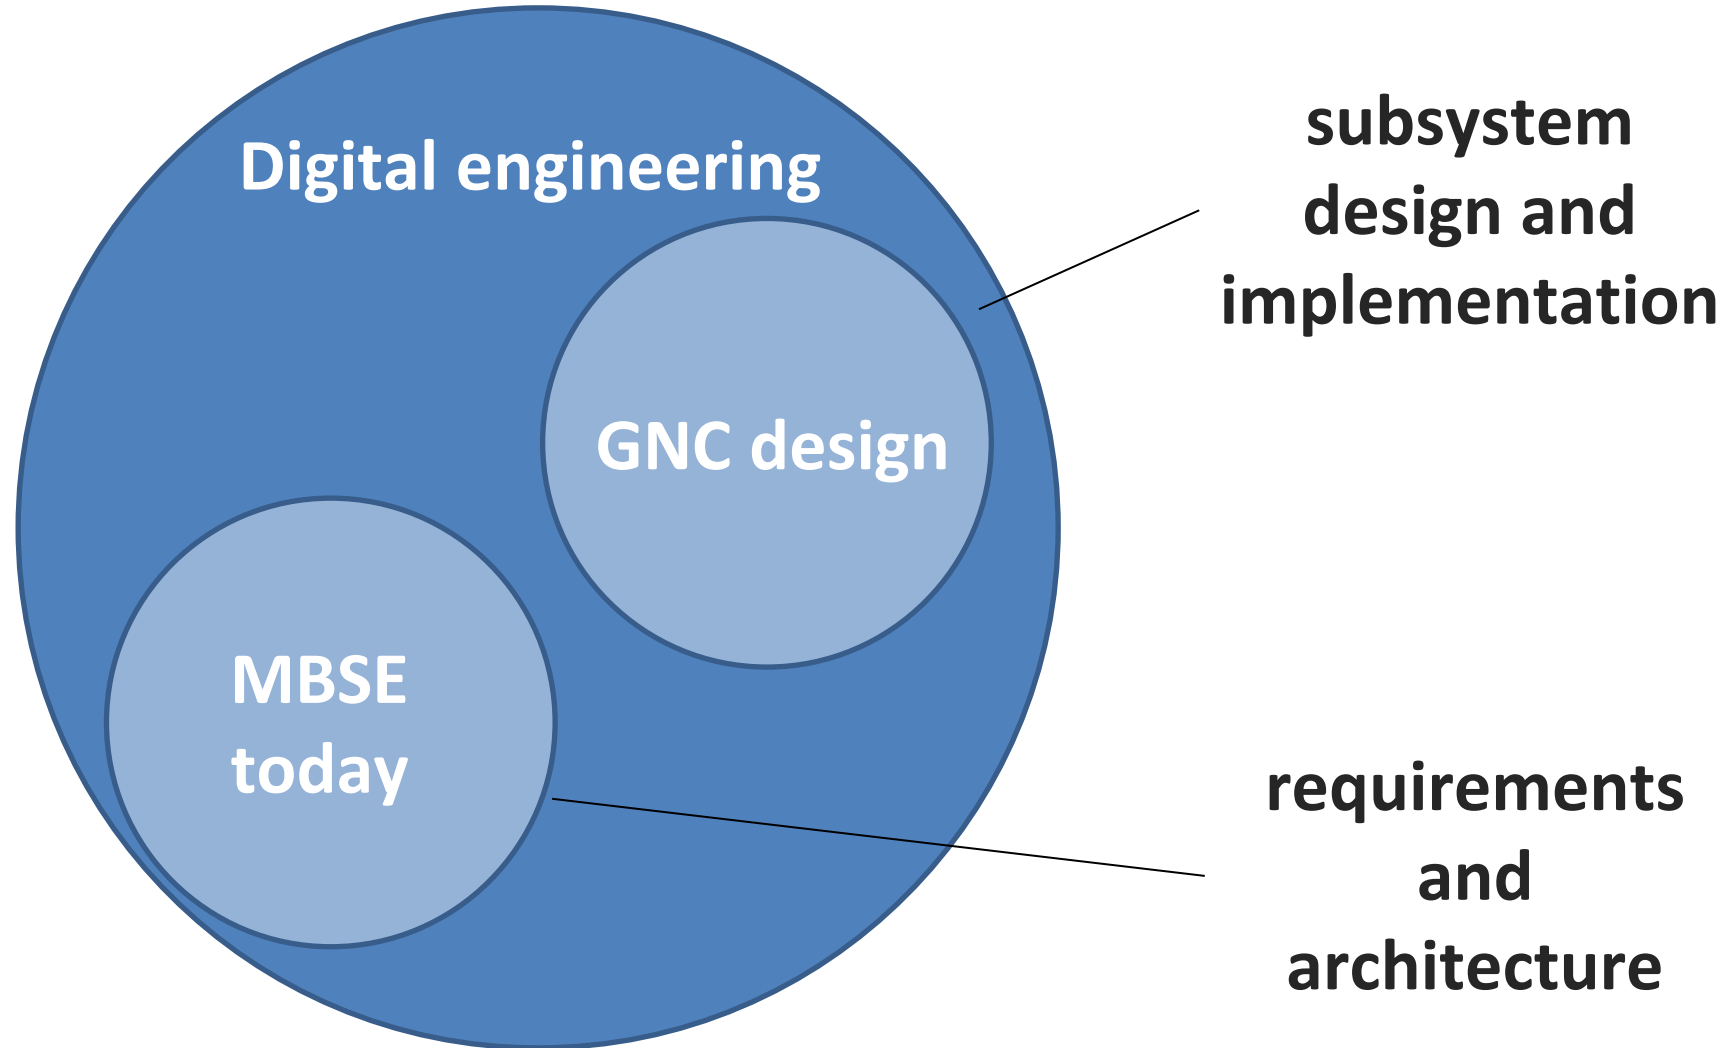 Digital engineering
subsystem
design and
implementation
GNC design
MBSE
today
requirements
and
architecture